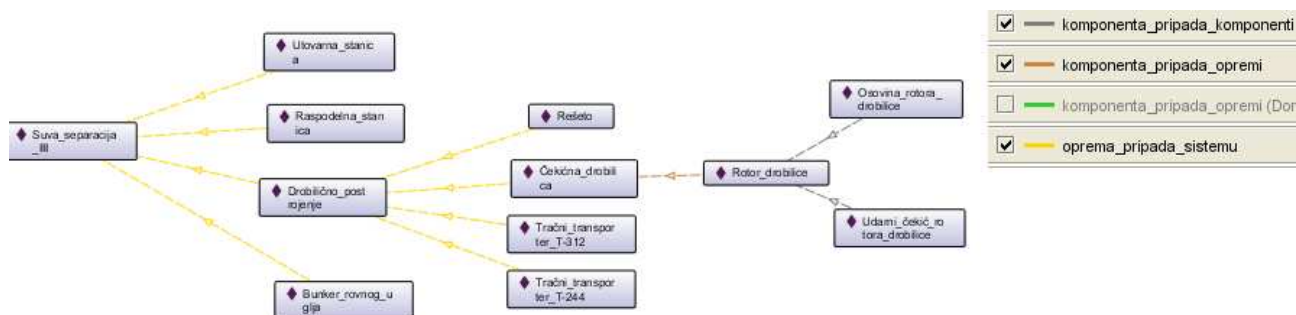 Utovarna_stanic
a
Raspodelna_stan
ica
Suva_separacija
_III
Drobilično_post
rojenje
Bunker_rovnog_u
glja
Rešeto
Čekićna_drobili
ca
Tračni_transpor
ter_T-312
Tračni_transpor
ter_T-244
Rotor_drobilice
Osovina_rotora_
drobilice
Udarni_čekić_ro
tora_drobilice
komponenta_pripada_komponenti
komponenta_pripada_opremi
komponenta_pripada_opremi (Dor
oprema_pripada_sistemu